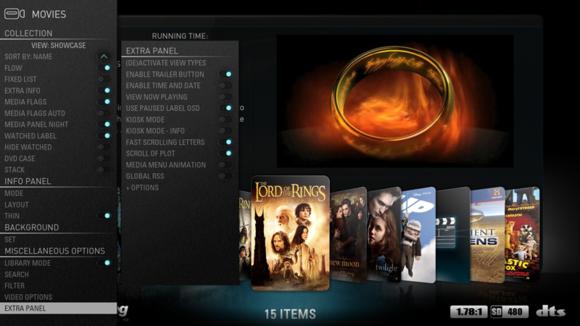 MOVIES
COLLECTION
VIEW: SHOWCASE
SORT BY: NAME
FLOW
FIXED LIST
EXTRA INFO
MEDIA FLAGS
MEDIA FLAGS AUTO
MEDIA PANEL NIGHT
WATCHED LABEL
HIDE WATCHED
DVD CASE
STACK
INFO PANEL
MODE
LAYOUT
THIN
BACKGROUND
SET
MISCELLANEOUS OPTIONS
LIBRARY MODE
SEARCH
FILTER
VIDEO OPTIONS
EXTRA PANEL
RUNNING TIME:
EXTRA PANEL
(DE)ACTIVATE VIEW TYPES
ENABLE TRAILER BUTTON
ENABLE TIME AND DATE
VIEW NOW PLAYING
USE PAUSED LABEL OSD
KIOSK MODE
KIOSK MODE - INFO
FAST SCROLLING LETTERS
SCROLL OF PLOT
MEDIA MENU ANIMATION
GLOBAL RSS
+ OPTIONS
THE LORD OF THE RINGS
new moon
twilight
UP
15 ITEMS
1.78:1
SD 480
dts